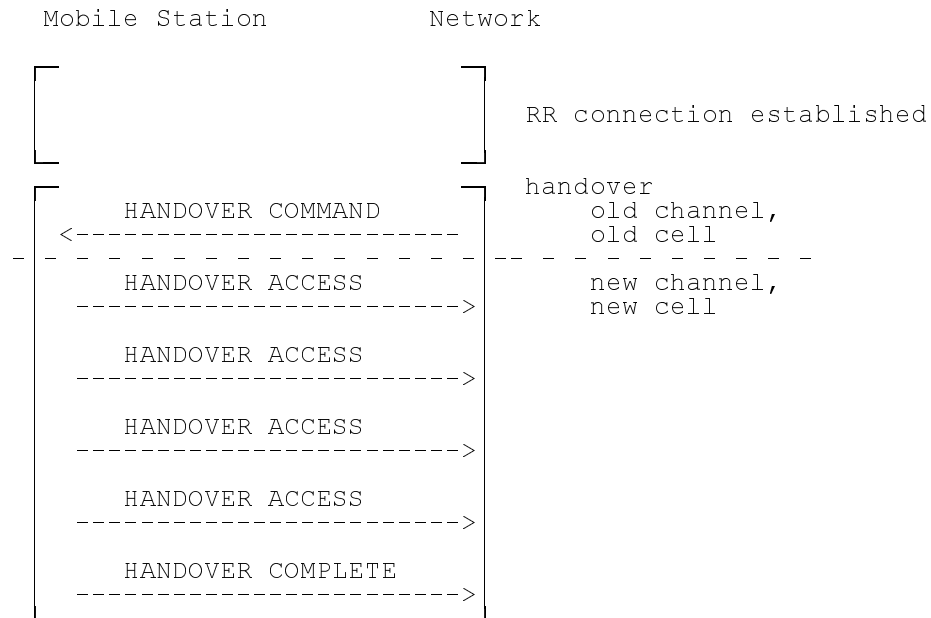 Mobile Station Network
RR connection established
handover
HANDOVER COMMAND old channel,
<------------------------ old cell
HANDOVER ACCESS new channel,
------------------------> new cell
HANDOVER ACCESS
------------------------>
HANDOVER ACCESS
------------------------>
HANDOVER ACCESS
------------------------>
HANDOVER COMPLETE
------------------------>